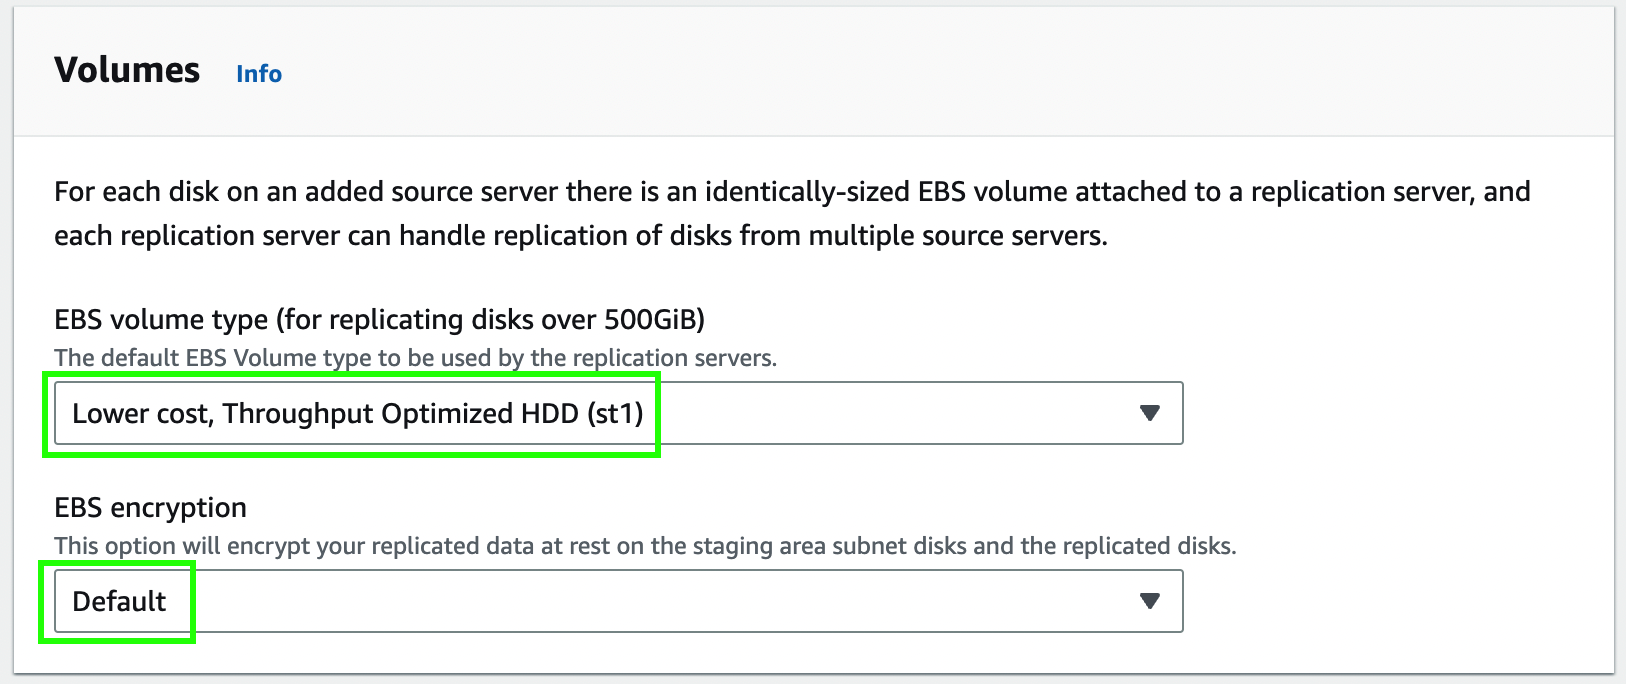 Volumes Info
For each disk on an added source server there is an identically-sized EBS volume attached to a replication server, and
each replication server can handle replication of disks from multiple source servers.
EBS volume type (for replicating disks over 500GiB)
The default EBS Volume type to be used by the replication servers.
Lower cost, Throughput Optimized HDD (st1)
EBS encryption
This option will encrypt your replicated data at rest on the staging area subnet disks and the replicated disks.
Default